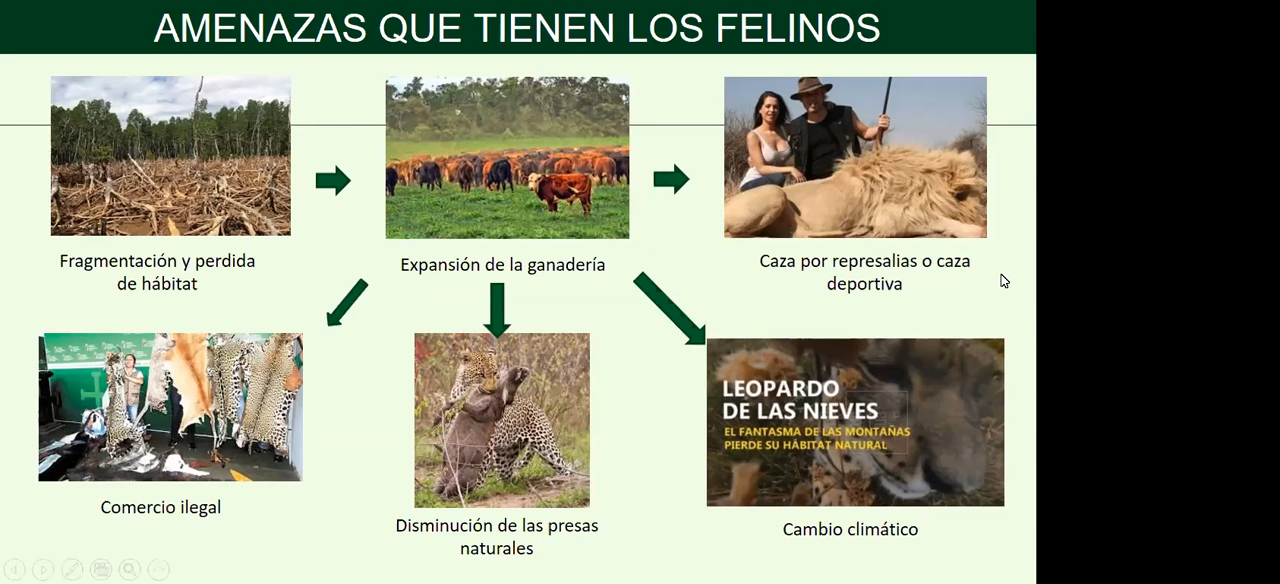 AMENAZAS QUE TIENEN LOS FELINOS
Fragmentación y perdida
de hábitat
Expansión de la ganadería
Caza por represalias o caza
deportiva
LEOPARDO
DE LAS NIEVES
EL FANTASMA DE LAS MONTAÑAS
PIERDE SU HÁBITAT NATURAL
Comercio ilegal
Disminución de las presas
naturales
Cambio climático